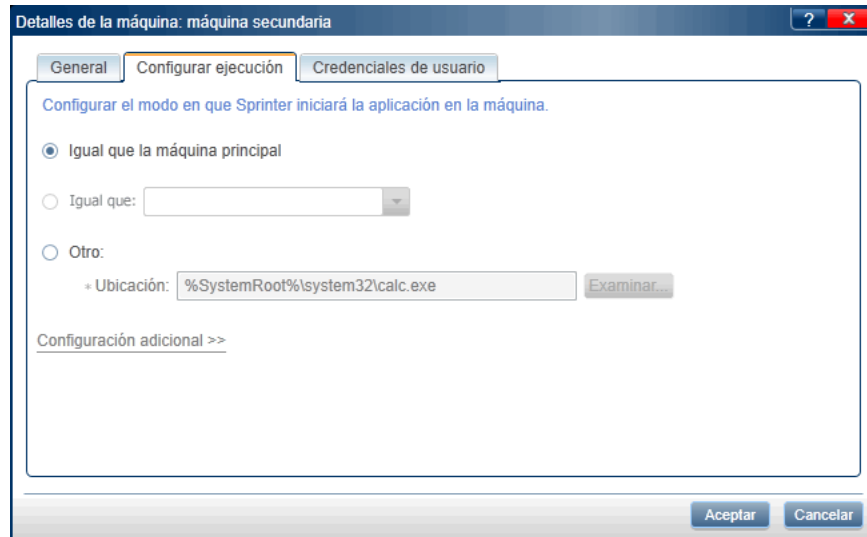 Detalles de la máquina: máquina secundaria
?
X
General
Configurar ejecución
Credenciales de usuario
Configurar el modo en que Sprinter iniciará la aplicación en la máquina.
Igual que la máquina principal
Igual que:
Otro:
* Ubicación: %SystemRoot%\system32\calc.exe Examinar...
Configuración adicional >>
Aceptar
Cancelar